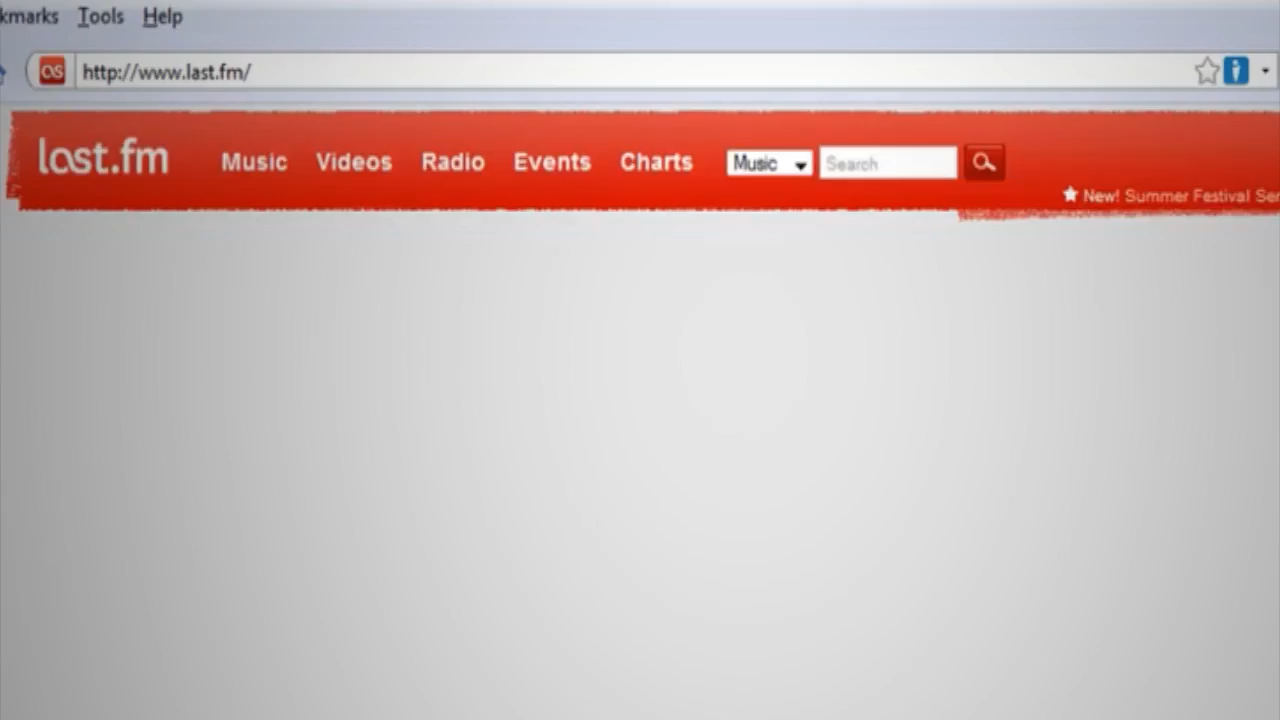 kmarks Tools Help
http://www.last.fm/
last.fm Music Videos Radio Events Charts Music Search
New! Summer Festival Ser